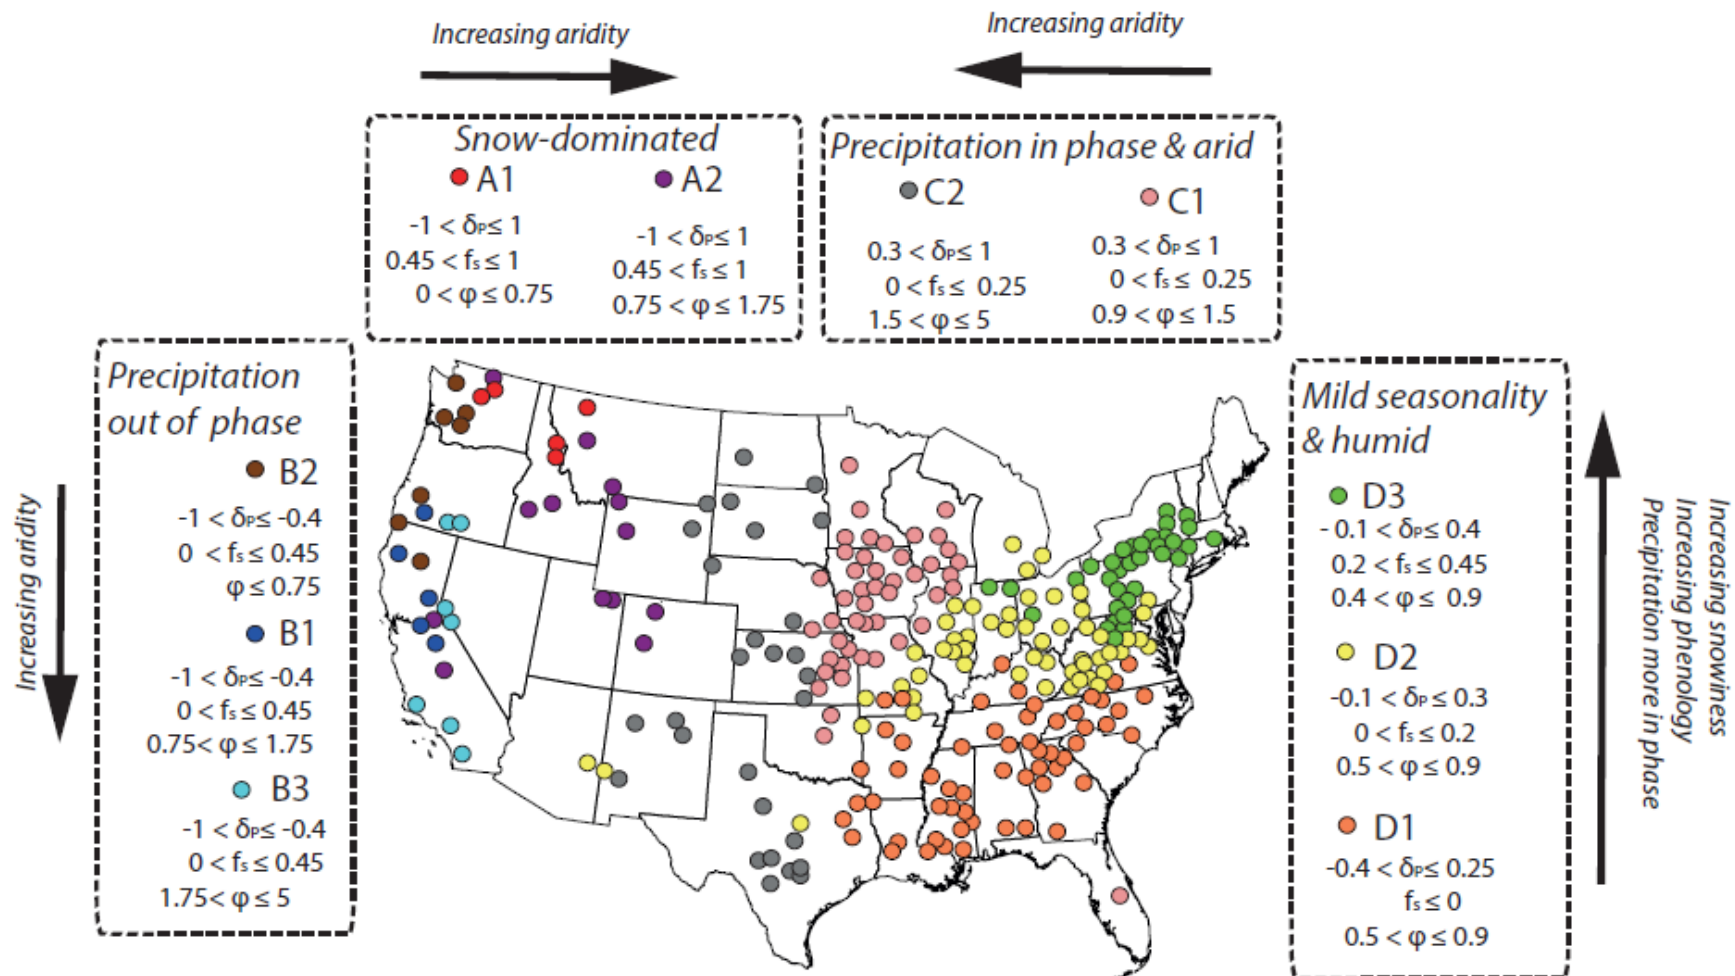 Increasing aridity
Increasing aridity
Snow-dominated
A1
A2
-1 < δP≤ 1
0.45 < fs ≤ 1
0 < φ ≤ 0.75
-1 < δP≤ 1
0.45 < fs ≤ 1
0.75 < φ ≤ 1.75
Precipitation in phase & arid
C2
C1
0.3 < δP≤ 1
0 < fs ≤ 0.25
1.5 < φ ≤ 5
0.3 < δP≤ 1
0 < fs ≤ 0.25
0.9 < φ ≤ 1.5
Increasing aridity
Precipitation
out of phase
B2
-1 < δP≤ -0.4
0 < fs ≤ 0.45
φ ≤ 0.75
B1
-1 < δP≤ -0.4
0 < fs ≤ 0.45
0.75< φ ≤ 1.75
B3
-1 < δP≤ -0.4
0 < fs ≤ 0.45
1.75< φ ≤ 5
Mild seasonality
& humid
D3
- 0.1 < δP≤ 0.4
0.2 < fs ≤ 0.45
0.4 < φ ≤ 0.9
D2
-0.1 < δP≤ 0.3
0 < fs ≤ 0.2
0.5 < φ ≤ 0.9
D1
-0.4 < δP≤ 0.25
fs ≤ 0
0.5 < φ ≤ 0.9
Increasing snowiness
Increasing phenology
Precipitation more in phase